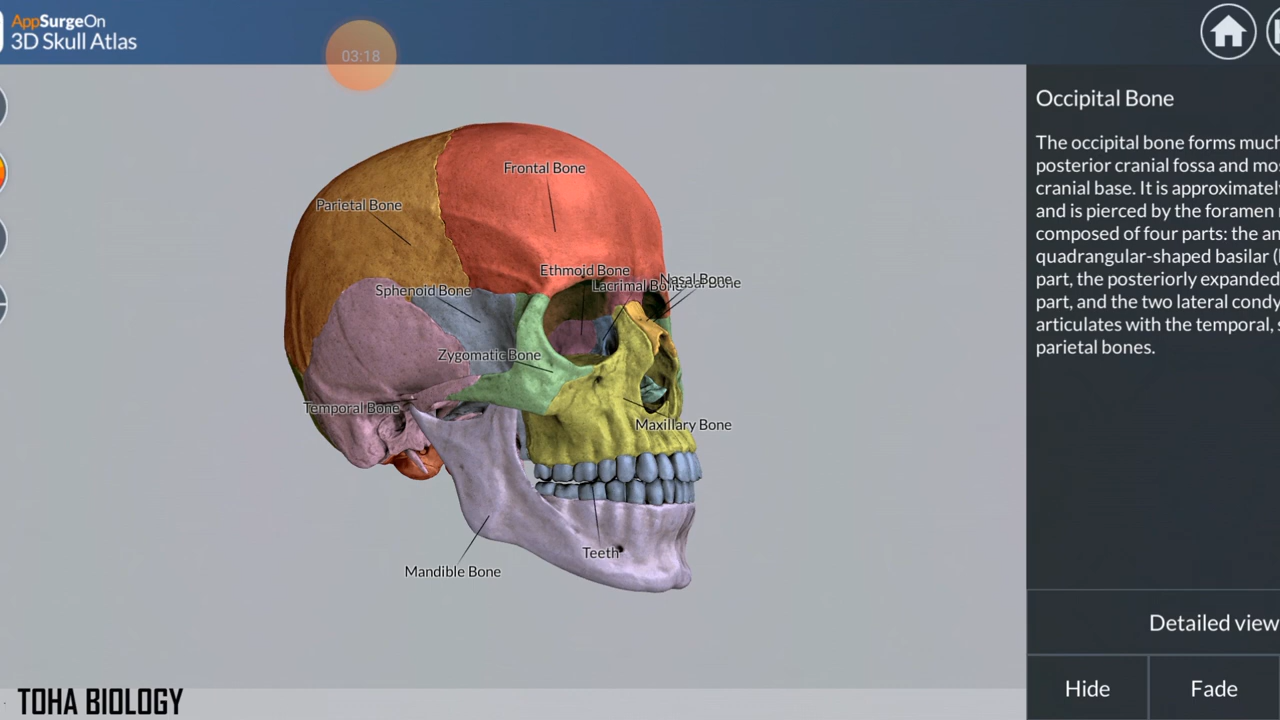 AppSurgeOn
3D Skull Atlas
03:18
Frontal Bone
Parietal Bone
Ethmoid Bone
Nasal Bone
Lacrimal Bone
Nasal Bone
Sphenoid Bone
Zygomatic Bone
Temporal Bone
Maxillary Bone
Teeth
Mandible Bone
Occipital Bone
The occipital bone forms much
posterior cranial fossa and mo
cranial base. It is approximately
and is pierced by the foramen
composed of four parts: the an
quadrangular-shaped basilar (
part, the posteriorly expanded
part, and the two lateral condy
articulates with the temporal, s
parietal bones.
Detailed view
Hide
Fade
TOHA BIOLOGY